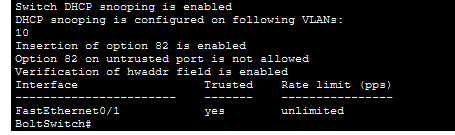 Switch DHCP snooping is enabled
DHCP snooping is configured on following VLANs:
10
Insertion of option 82 is enabled
Option 82 on untrusted port is not allowed
Verification of hwaddr field is enabled
Interface Trusted Rate limit (pps)
----------------------- ------- ----------------
FastEthernet0/1 yes unlimited
BoltSwitch#